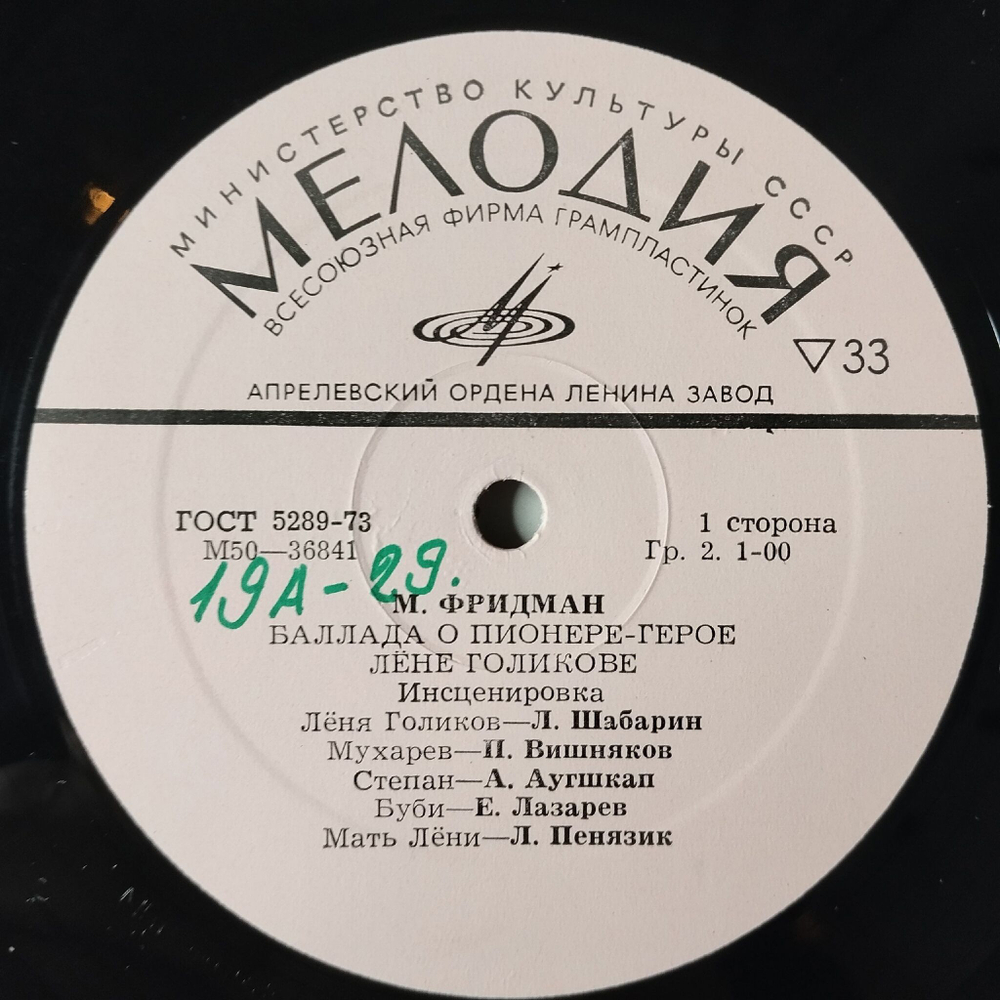 МИНИСТЕРСТВО КУЛЬТУРЫ СССР
МЕЛОДИЯ
ВСЕСОЮЗНАЯ ФИРМА ГРАМПЛАСТИНОК
▽33
АПРЕЛЕВСКИЙ ОРДЕНА ЛЕНИНА ЗАВОД
ГОСТ 5289-73
1 сторона
М50—36841
Гр. 2. 1-00
19А-29.
М. ФРИДМАН
БАЛЛАДА О ПИОНЕРЕ-ГЕРОЕ
ЛЁНЕ ГОЛИКОВЕ
Инсценировка
Лёня Голиков—Л. Шабарин
Мухарев—П. Вишняков
Степан—А. Аугшкап
Буби—Е. Лазарев
Мать Лёни—Л. Пенязик